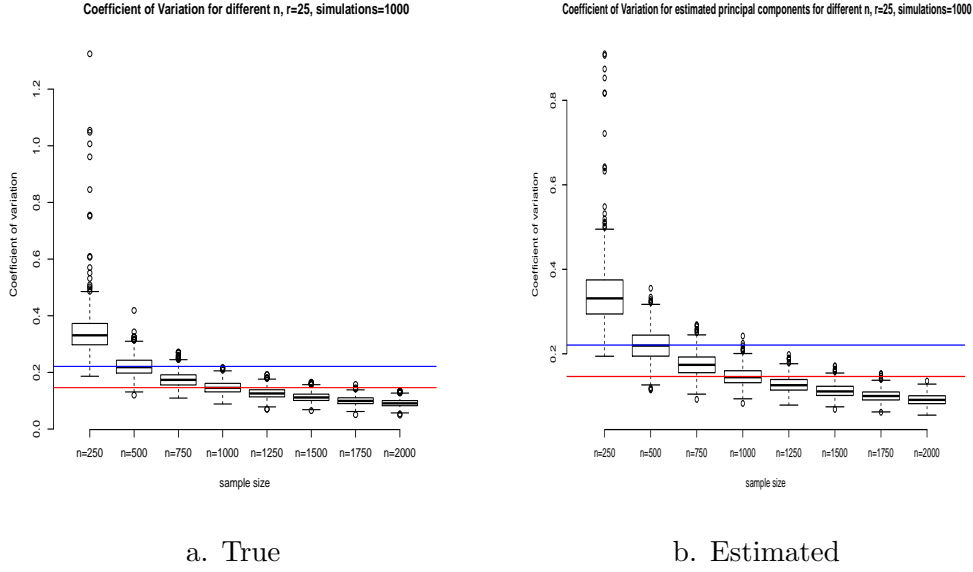 Coefficient of Variation for different n, r=25, simulations=1000
Coefficient of variation
1.2
1.0
0.8
0.6
0.4
0.2
0.0
n=250 n=500 n=750 n=1000 n=1250 n=1500 n=1750 n=2000
sample size
a. True
Coefficient of Variation for estimated principal components for different n, r=25, simulations=1000
Coefficient of variation
0.8
0.6
0.4
0.2
n=250 n=500 n=750 n=1000 n=1250 n=1500 n=1750 n=2000
sample size
b. Estimated